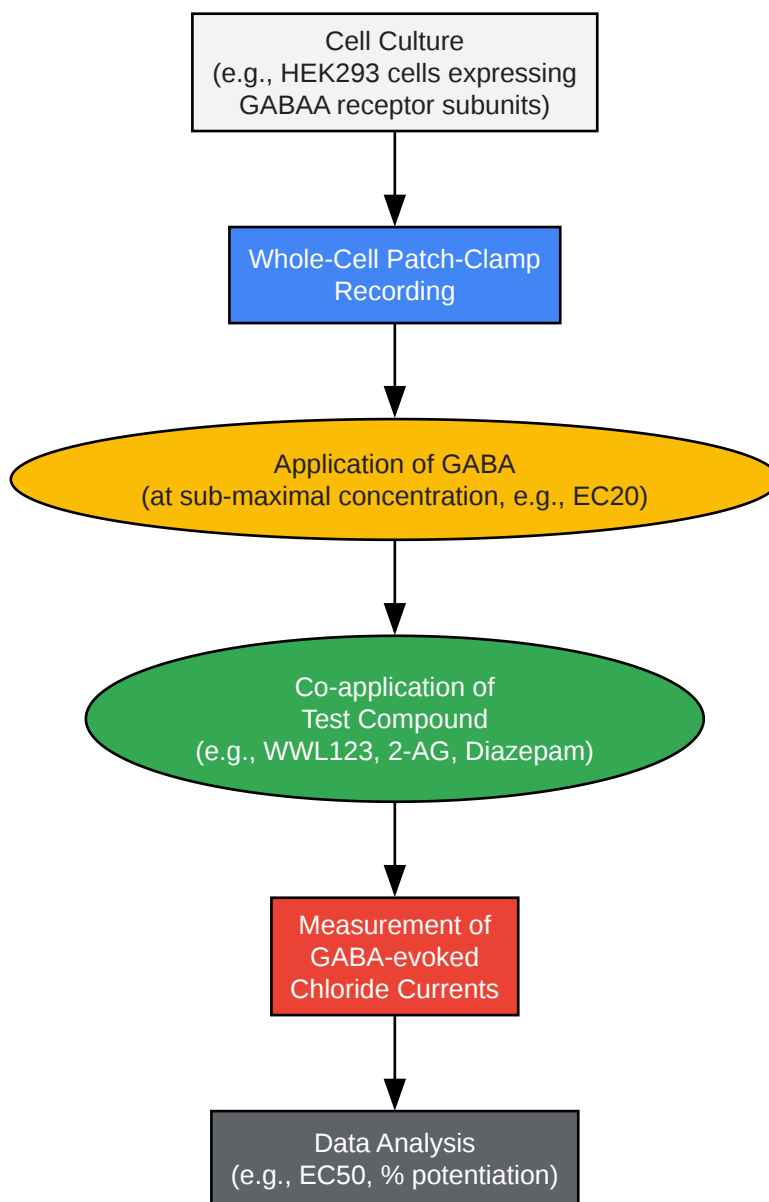 Cell Culture
(e.g., HEK293 cells expressing
GABAA receptor subunits)
Whole-Cell Patch-Clamp
Recording
Application of GABA
(at sub-maximal concentration, e.g., EC20)
Co-application of
Test Compound
(e.g., WWL123, 2-AG, Diazepam)
Measurement of
GABA-evoked
Chloride Currents
Data Analysis
(e.g., EC50, % potentiation)